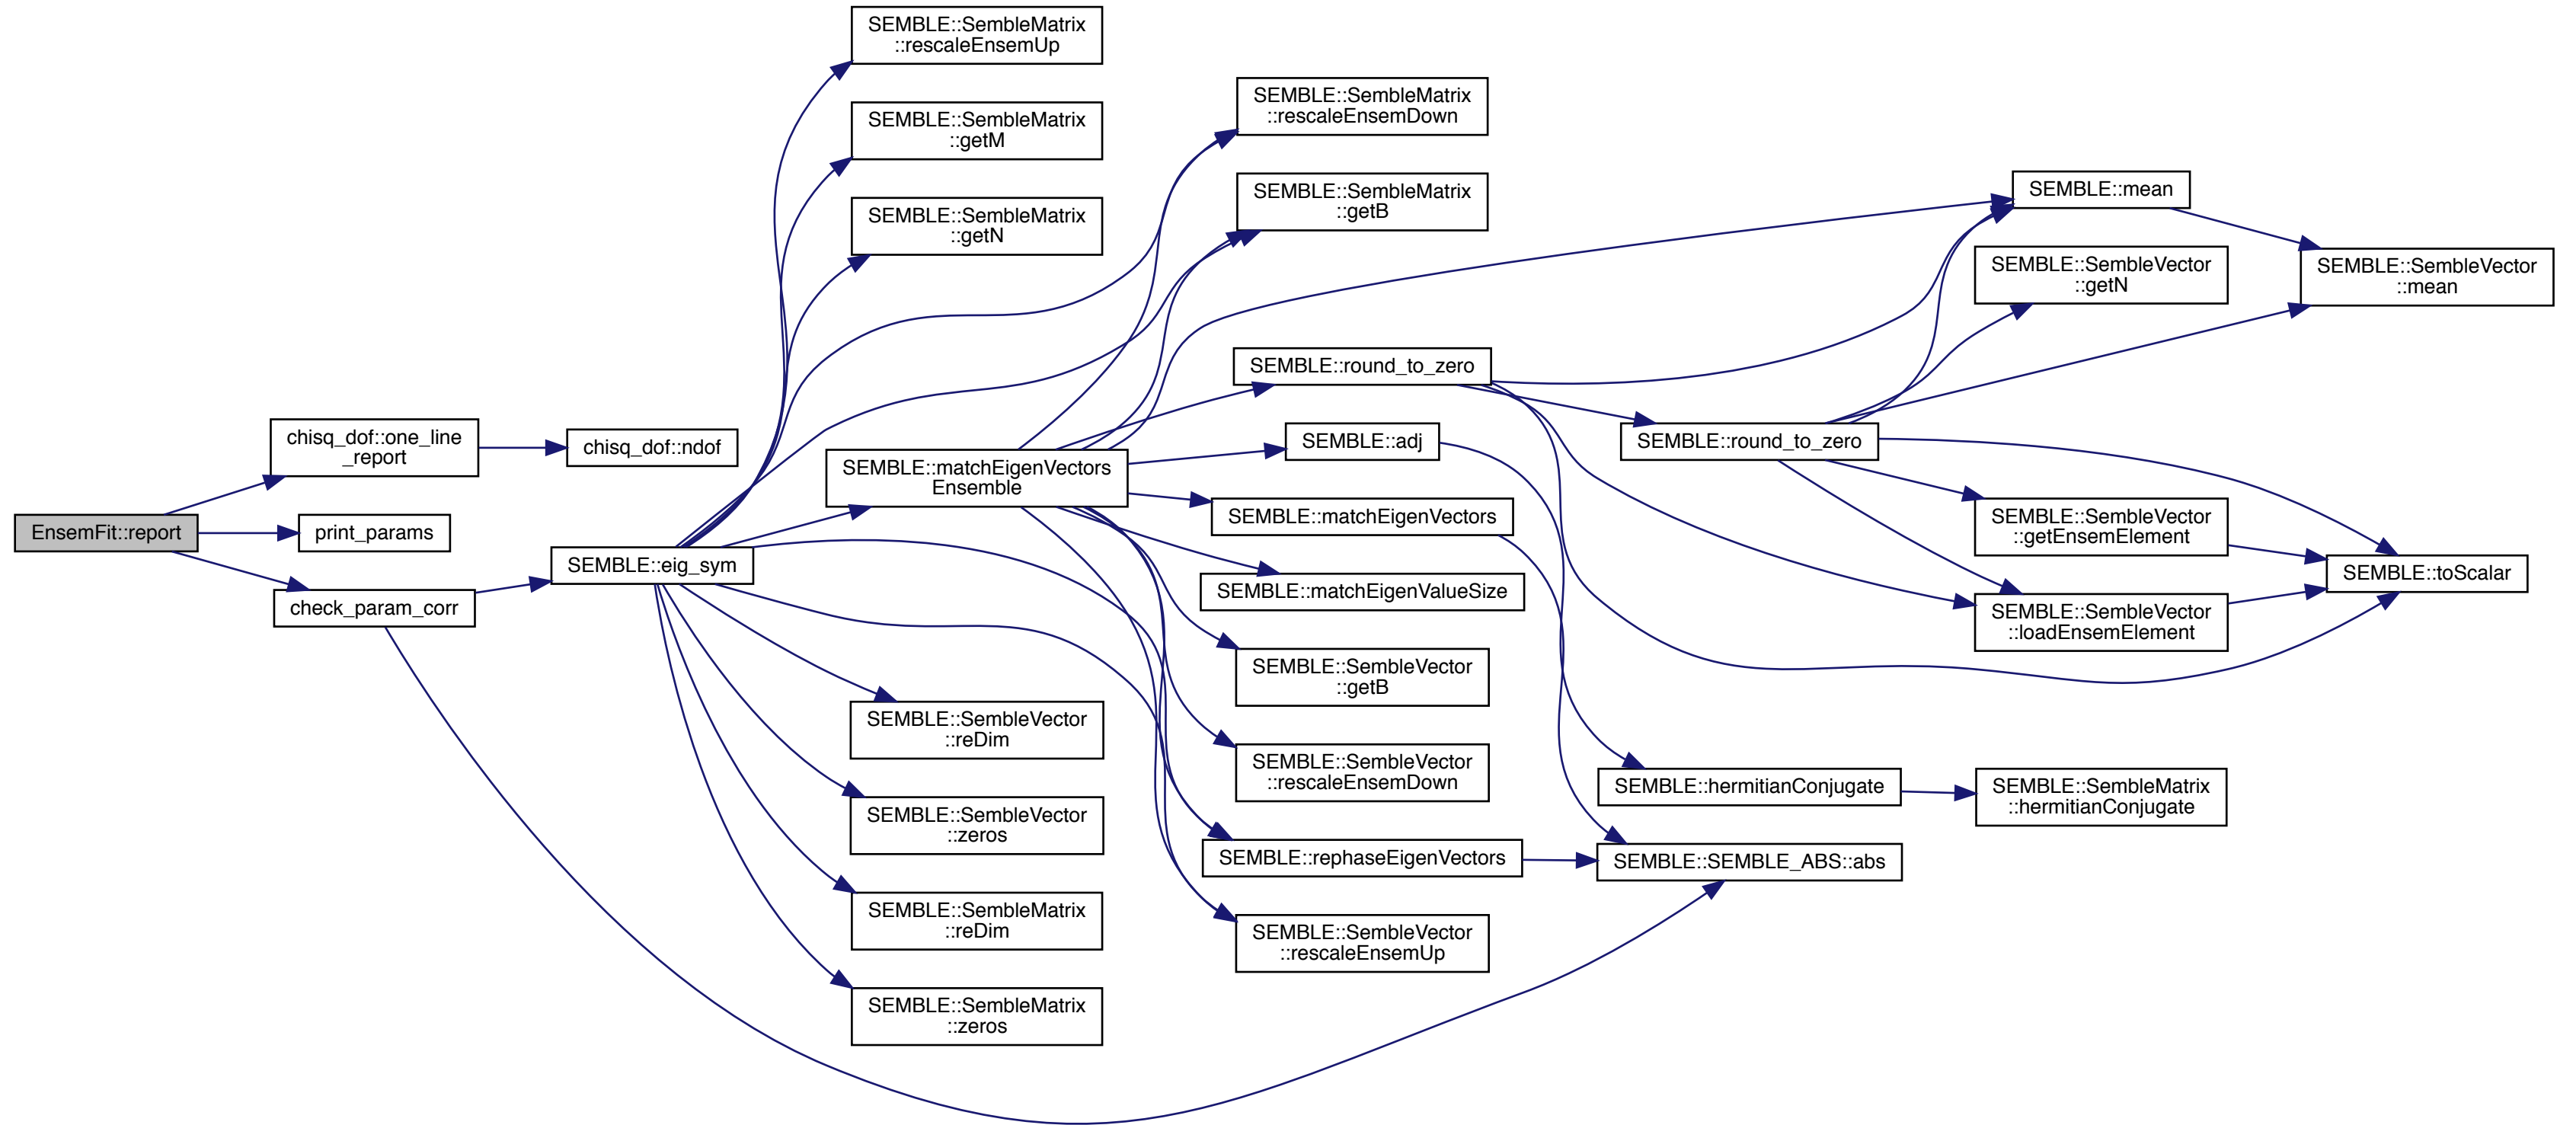 EnsemFit::report
chisq_dof::one_line
_report
print_params
check_param_corr
chisq_dof::ndof
SEMBLE::eig_sym
SEMBLE::SembleMatrix
::rescaleEnsemUp
SEMBLE::SembleMatrix
::getM
SEMBLE::SembleMatrix
::getN
SEMBLE::matchEigenVectors
Ensemble
SEMBLE::SembleVector
::reDim
SEMBLE::SembleVector
::zeros
SEMBLE::SembleMatrix
::reDim
SEMBLE::SembleMatrix
::zeros
SEMBLE::SembleMatrix
::rescaleEnsemDown
SEMBLE::SembleMatrix
::getB
SEMBLE::round_to_zero
SEMBLE::adj
SEMBLE::matchEigenVectors
SEMBLE::matchEigenValueSize
SEMBLE::SembleVector
::getB
SEMBLE::SembleVector
::rescaleEnsemDown
SEMBLE::rephaseEigenVectors
SEMBLE::SembleVector
::rescaleEnsemUp
SEMBLE::round_to_zero
SEMBLE::hermitianConjugate
SEMBLE::SEMBLE_ABS::abs
SEMBLE::mean
SEMBLE::SembleVector
::getN
SEMBLE::SembleVector
::getEnsemElement
SEMBLE::SembleVector
::loadEnsemElement
SEMBLE::SembleMatrix
::hermitianConjugate
SEMBLE::SembleVector
::mean
SEMBLE::toScalar